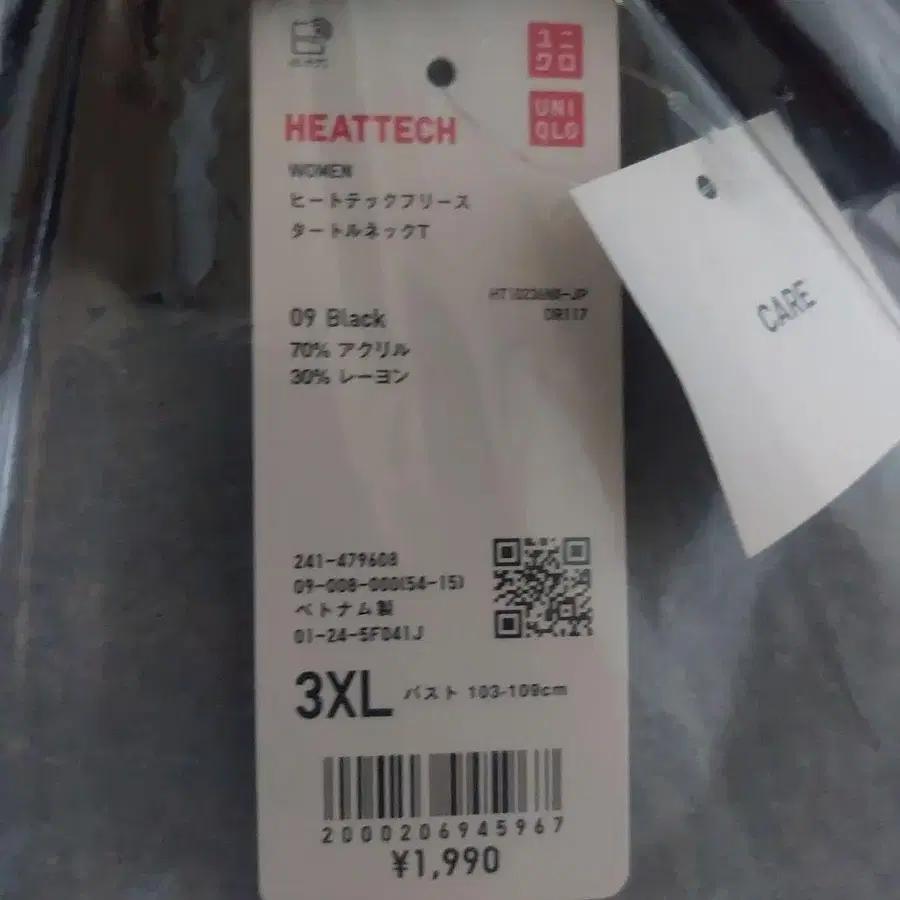 ユニ
クロ
UNI
QLO
HEATTECH
WOMEN
ヒートテックフリース
タートルネックT
09 Black
70% アクリル
30% レーヨン
241-479608
09-008-000(54-15)
ベトナム製
01-24-5F041J
3XL バスト 103-109cm
2000206945967
¥1,990
CARE